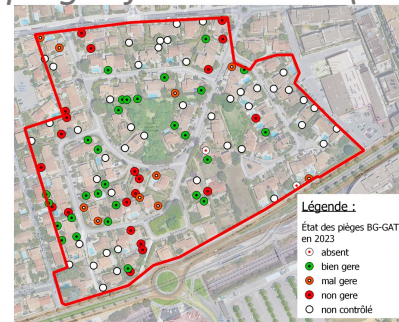 Légende :
État des pièges BG-GAT
en 2023
absent
bien gere
mal gere
non gere
non contrôlé